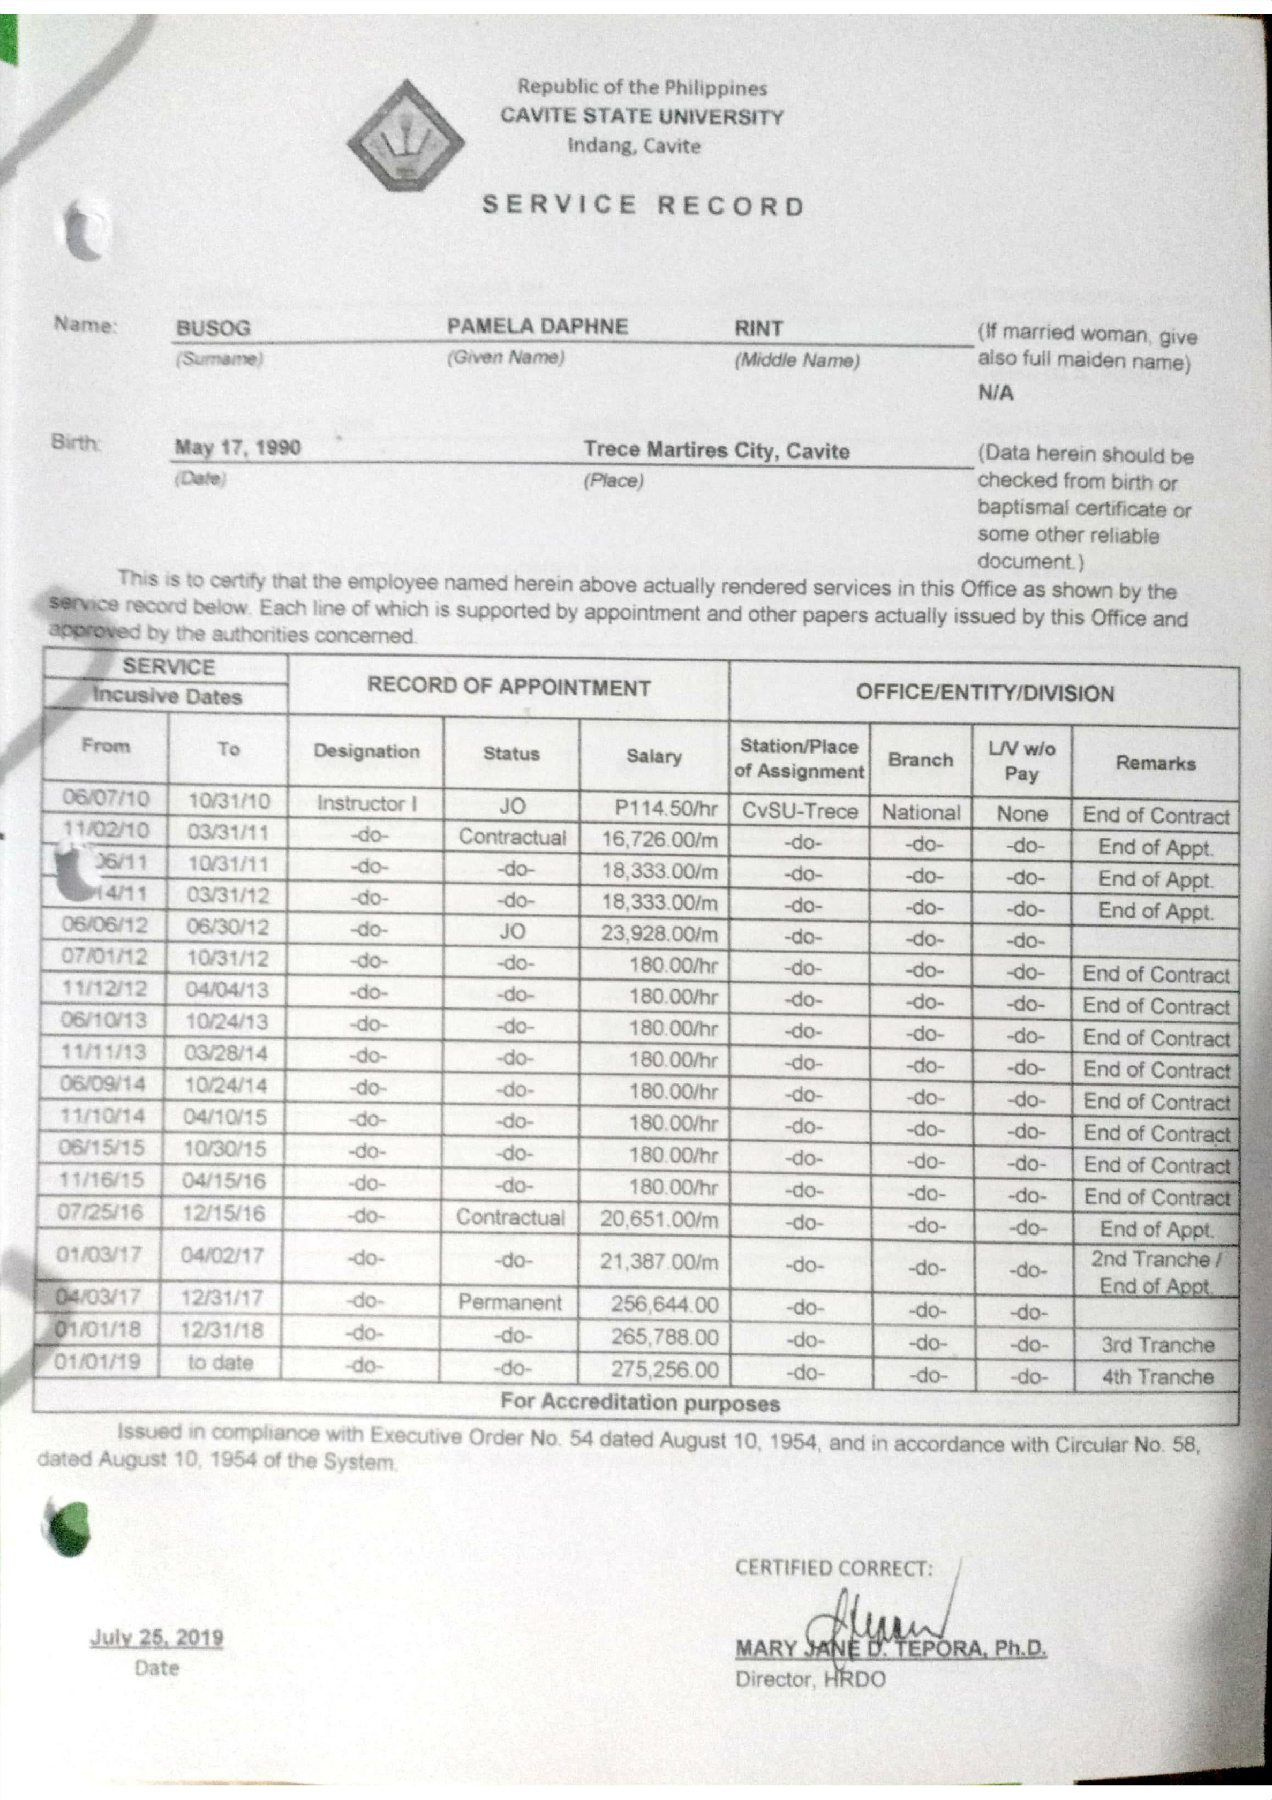 Republic of the Philippines
CAVITE STATE UNIVERSITY
Indang, Cavite
SERVICE RECORD
Name: BUSOG PAMELA DAPHNE RINT (If married woman, give
(Surname) (Given Name) (Middle Name) also full maiden name)
N/A
Birth: May 17, 1990 Trece Martires City, Cavite (Data herein should be
(Date) (Place) checked from birth or
baptismal certificate or
some other reliable
document.)
This is to certify that the employee named herein above actually rendered services in this Office as shown by the
service record below. Each line of which is supported by appointment and other papers actually issued by this Office and
approved by the authorities concerned.
SERVICE RECORD OF APPOINTMENT OFFICE/ENTITY/DIVISION
Incusive Dates
From To Designation Status Salary Station/Place of Assignment Branch L/V w/o Pay Remarks
06/07/10 10/31/10 Instructor I JO P114.50/hr CvSU-Trece National None End of Contract
11/02/10 03/31/11 -do- Contractual 16,726.00/m -do- -do- -do- End of Appt.
06/11 10/31/11 -do- -do- 18,333.00/m -do- -do- -do- End of Appt.
14/11 03/31/12 -do- -do- 18,333.00/m -do- -do- -do- End of Appt.
06/06/12 06/30/12 -do- JO 23,928.00/m -do- -do- -do-
07/01/12 10/31/12 -do- -do- 180.00/hr -do- -do- -do- End of Contract
11/12/12 04/04/13 -do- -do- 180.00/hr -do- -do- -do- End of Contract
06/10/13 10/24/13 -do- -do- 180.00/hr -do- -do- -do- End of Contract
11/11/13 03/28/14 -do- -do- 180.00/hr -do- -do- -do- End of Contract
06/09/14 10/24/14 -do- -do- 180.00/hr -do- -do- -do- End of Contract
11/10/14 04/10/15 -do- -do- 180.00/hr -do- -do- -do- End of Contract
06/15/15 10/30/15 -do- -do- 180.00/hr -do- -do- -do- End of Contract
11/16/15 04/15/16 -do- -do- 180.00/hr -do- -do- -do- End of Contract
07/25/16 12/15/16 -do- Contractual 20,651.00/m -do- -do- -do- End of Appt.
01/03/17 04/02/17 -do- -do- 21,387.00/m -do- -do- -do- 2nd Tranche / End of Appt.
04/03/17 12/31/17 -do- Permanent 256,644.00 -do- -do- -do-
01/01/18 12/31/18 -do- -do- 265,788.00 -do- -do- -do- 3rd Tranche
01/01/19 to date -do- -do- 275,256.00 -do- -do- -do- 4th Tranche
For Accreditation purposes
Issued in compliance with Executive Order No. 54 dated August 10, 1954, and in accordance with Circular No. 58,
dated August 10, 1954 of the System.
CERTIFIED CORRECT:
July 25, 2019 MARY JANE D. TEPORA, Ph.D.
Date Director, HRDO